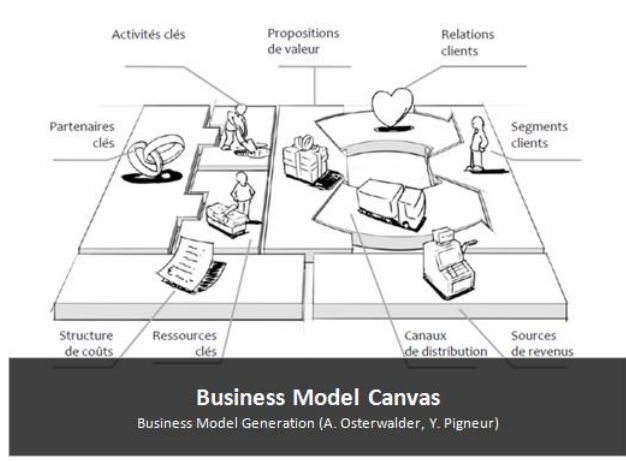 Activités clés
Propositions
de valeur
Relations
clients
Partenaires
clés
Segments
clients
Structure
de coûts
Ressources
clés
Canaux
de distribution
Sources
de revenus
Business Model Canvas
Business Model Generation (A. Osterwalder, Y. Pigneur)